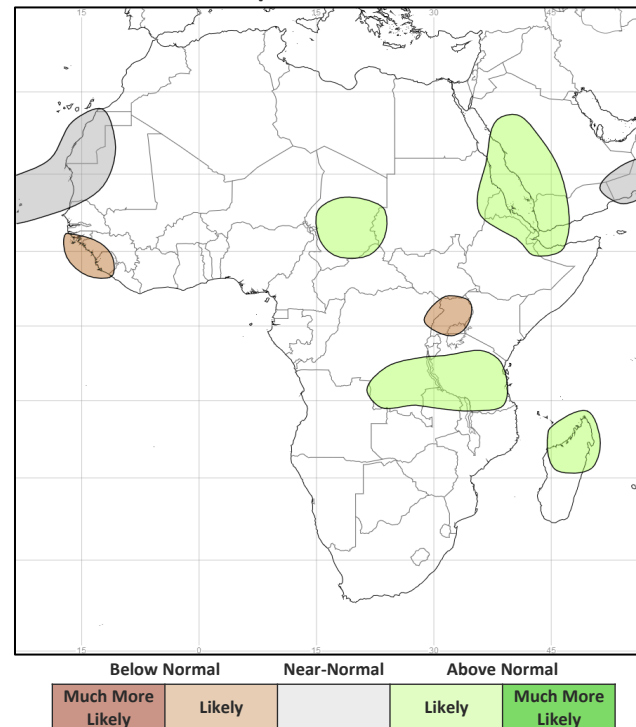 15 0 15 30 45
15 0 15 30 45
Below Normal Near-Normal Above Normal
Much More Likely Likely Much More
Likely Likely